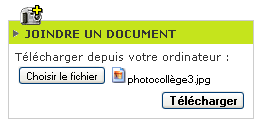 JOINDRE UN DOCUMENT
Télécharger depuis votre ordinateur :
Choisir le fichier photocollège3.jpg
Télécharger